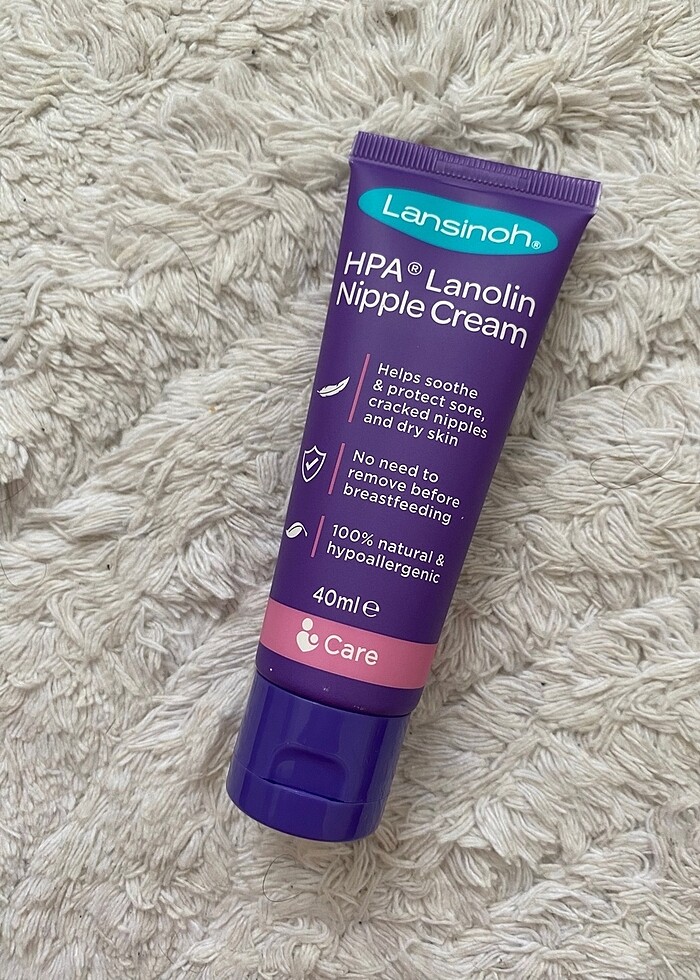 Lansinoh®
HPA® Lanolin
Nipple Cream
Helps soothe
& protect sore,
cracked nipples
and dry skin
No need to
remove before
breastfeeding
100% natural &
hypoallergenic
40ml ℮
Care